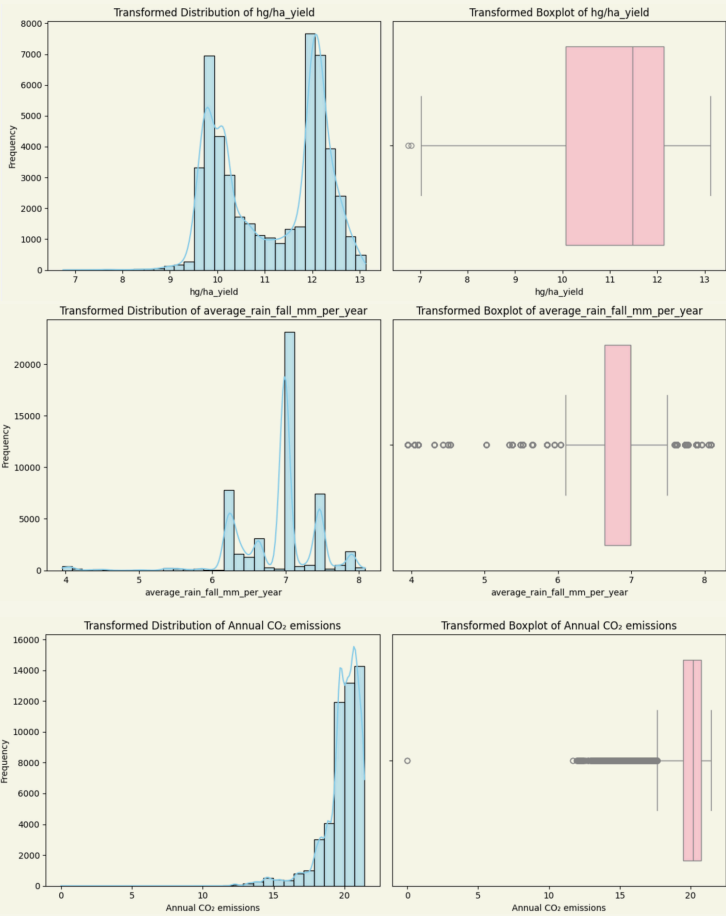 Transformed Distribution of hg/ha_yield
Transformed Boxplot of hg/ha_yield
8000
7000
6000
5000
4000
3000
2000
1000
0
Frequency
7 8 9 10 11 12 13
hg/ha_yield
7 8 9 10 11 12 13
hg/ha_yield
Transformed Distribution of average_rain_fall_mm_per_year
Transformed Boxplot of average_rain_fall_mm_per_year
20000
15000
10000
5000
0
Frequency
4 5 6 7 8
average_rain_fall_mm_per_year
4 5 6 7 8
average_rain_fall_mm_per_year
Transformed Distribution of Annual CO₂ emissions
Transformed Boxplot of Annual CO₂ emissions
16000
14000
12000
10000
8000
6000
4000
2000
0
Frequency
0 5 10 15 20
Annual CO₂ emissions
0 5 10 15 20
Annual CO₂ emissions